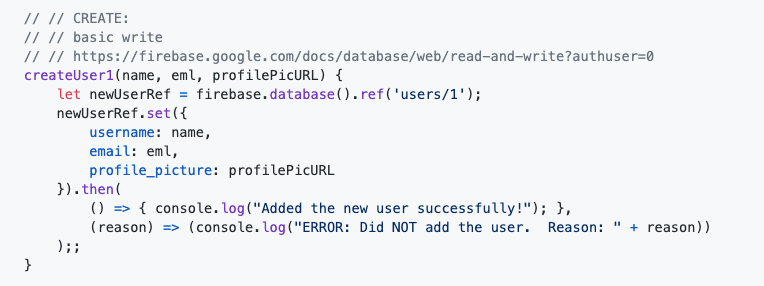 // // CREATE:
// // basic write
// // https://firebase.google.com/docs/database/web/read-and-write?authuser=0
createUser1(name, eml, profilePicURL) {
    let newUserRef = firebase.database().ref('users/1');
    newUserRef.set({
        username: name,
        email: eml,
        profile_picture: profilePicURL
    }).then(
        () => { console.log("Added the new user successfully!"); },
        (reason) => (console.log("ERROR: Did NOT add the user.  Reason: " + reason))
    );;
}